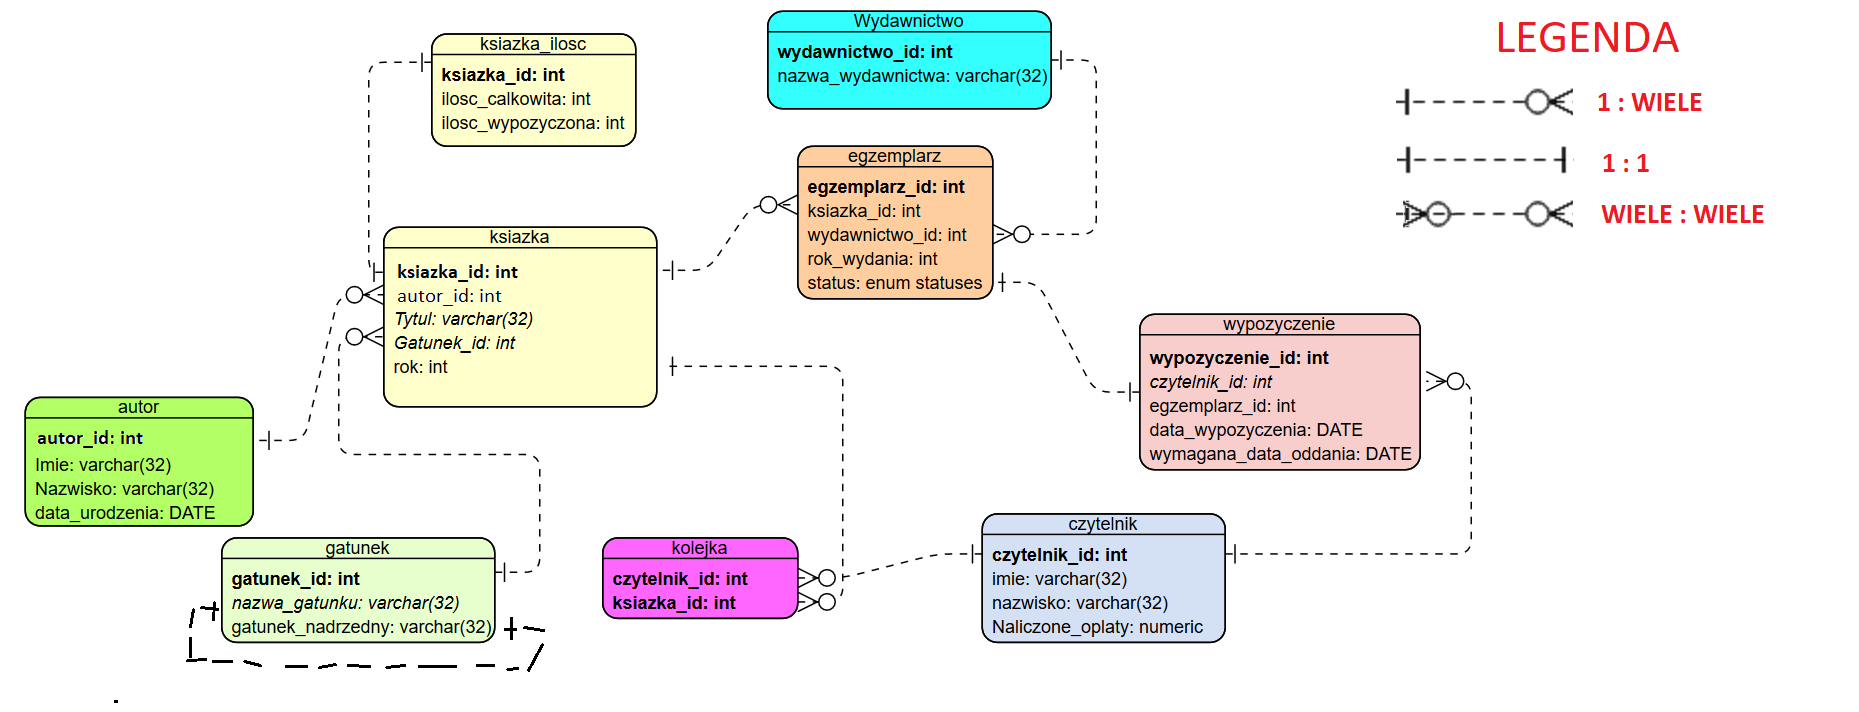 ksiazka_ilosc
ksiazka_id: int
ilosc_calkowita: int
ilosc_wypozyczona: int
Wydawnictwo
wydawnictwo_id: int
nazwa_wydawnictwa: varchar(32)
LEGENDA
1 : WIELE
1 : 1
WIELE : WIELE
egzemplarz
egzemplarz_id: int
ksiazka_id: int
wydawnictwo_id: int
rok_wydania: int
status: enum statuses
ksiazka
ksiazka_id: int
autor_id: int
Tytul: varchar(32)
Gatunek_id: int
rok: int
wypozyczenie
wypozyczenie_id: int
czytelnik_id: int
egzemplarz_id: int
data_wypozyczenia: DATE
wymagana_data_oddania: DATE
autor
autor_id: int
Imie: varchar(32)
Nazwisko: varchar(32)
data_urodzenia: DATE
gatunek
gatunek_id: int
nazwa_gatunku: varchar(32)
gatunek_nadrzedny: varchar(32)
kolejka
czytelnik_id: int
ksiazka_id: int
czytelnik
czytelnik_id: int
imie: varchar(32)
nazwisko: varchar(32)
Naliczone_oplaty: numeric